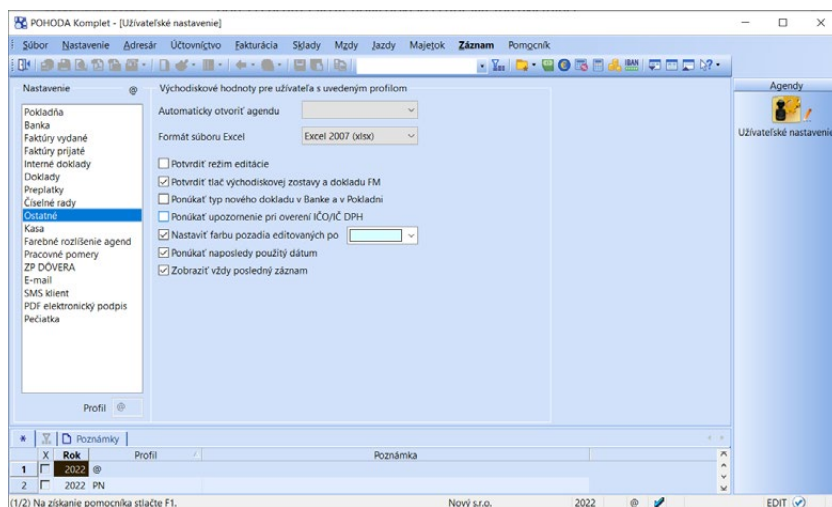 POHODA Komplet - [Užívateľské nastavenie]
Súbor Nastavenie Adresár Účtovníctvo Fakturácia Sklady Mzdy Jazdy Majetok Záznam Pomocník
Nastavenie @
Pokladňa
Banka
Faktúry vydané
Faktúry prijaté
Interné doklady
Doklady
Preplatky
Číselné rady
Ostatné
Kasa
Farebné rozlíšenie agend
Pracovné pomery
ZP DÔVERA
E-mail
SMS klient
PDF elektronický podpis
Pečiatka
Profil @
Východiskové hodnoty pre užívateľa s uvedeným profilom
Automaticky otvoriť agendu
Formát súboru Excel Excel 2007 (xlsx)
Potvrdiť režim editácie
Potvrdiť tlač východiskovej zostavy a dokladu FM
Ponúkať typ nového dokladu v Banke a v Pokladni
Ponúkať upozornenie pri overení IČO/IČ DPH
Nastaviť farbu pozadia editovaných po
Ponúkať naposledy použitý dátum
Zobraziť vždy posledný záznam
Agendy
Užívateľské nastavenie
* Poznámky
X Rok Profil Poznámka
1 2022 @
2 2022 PN
(1/2) Na získanie pomocníka stlačte F1. Nový s.r.o. 2022 @ EDIT